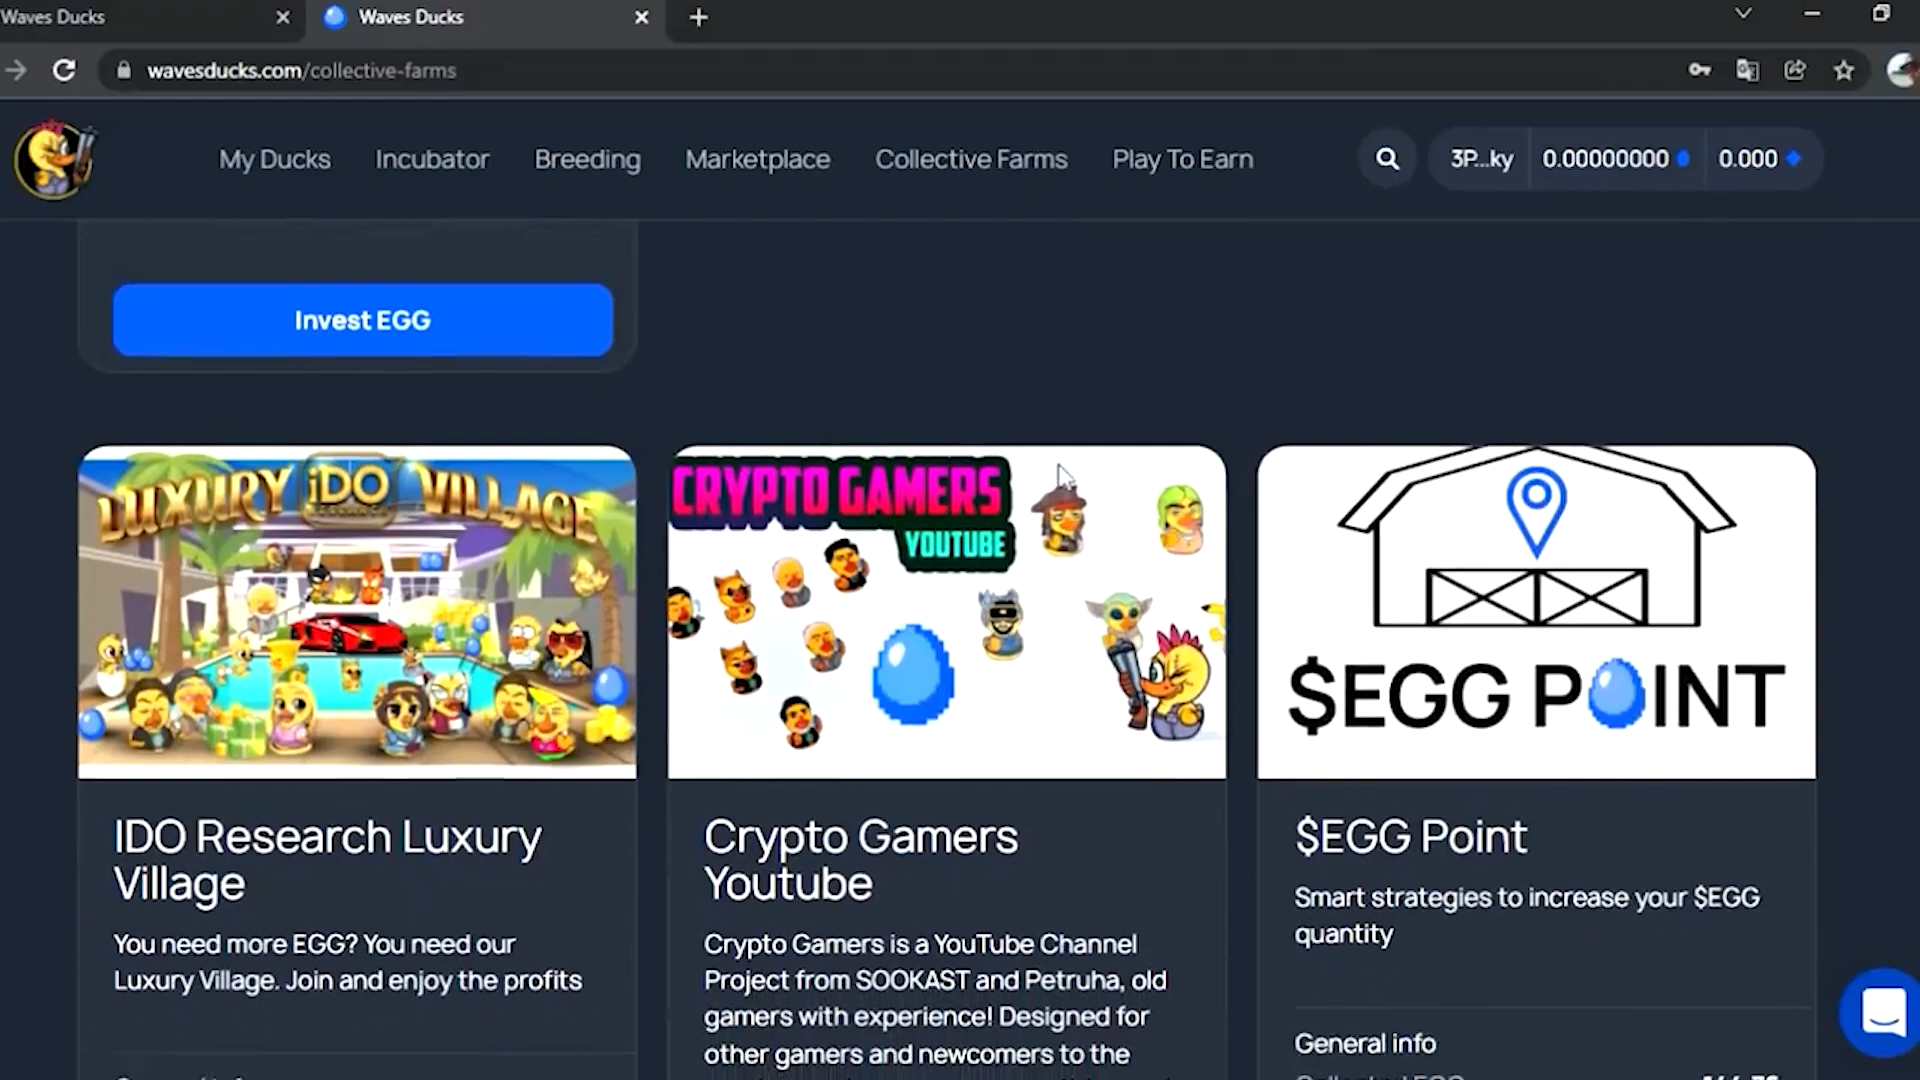 Waves Ducks
Waves Ducks
wavesducks.com/collective-farms
My Ducks
Incubator
Breeding
Marketplace
Collective Farms
Play To Earn
3P...ky
0.00000000
0.000
Invest EGG
LUXURY iDO VILLAGE
RESEARCH
CRYPTO GAMERS
YOUTUBE
$EGG POINT
IDO Research Luxury
Village
You need more EGG? You need our
Luxury Village. Join and enjoy the profits
Crypto Gamers
Youtube
Crypto Gamers is a YouTube Channel
Project from SOOKAST and Petruha, old
gamers with experience! Designed for
other gamers and newcomers to the
$EGG Point
Smart strategies to increase your $EGG
quantity
General info